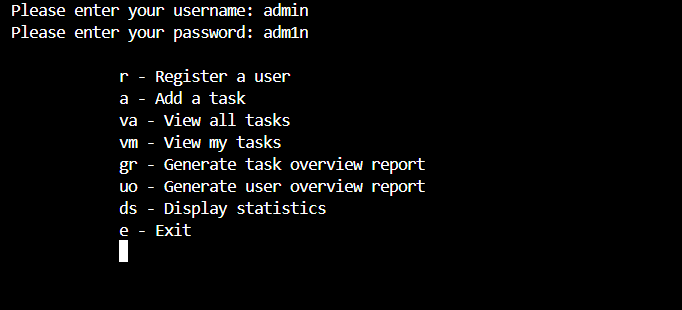 Please enter your username: admin
Please enter your password: adm1n
r - Register a user
a - Add a task
va - View all tasks
vm - View my tasks
gr - Generate task overview report
uo - Generate user overview report
ds - Display statistics
e - Exit